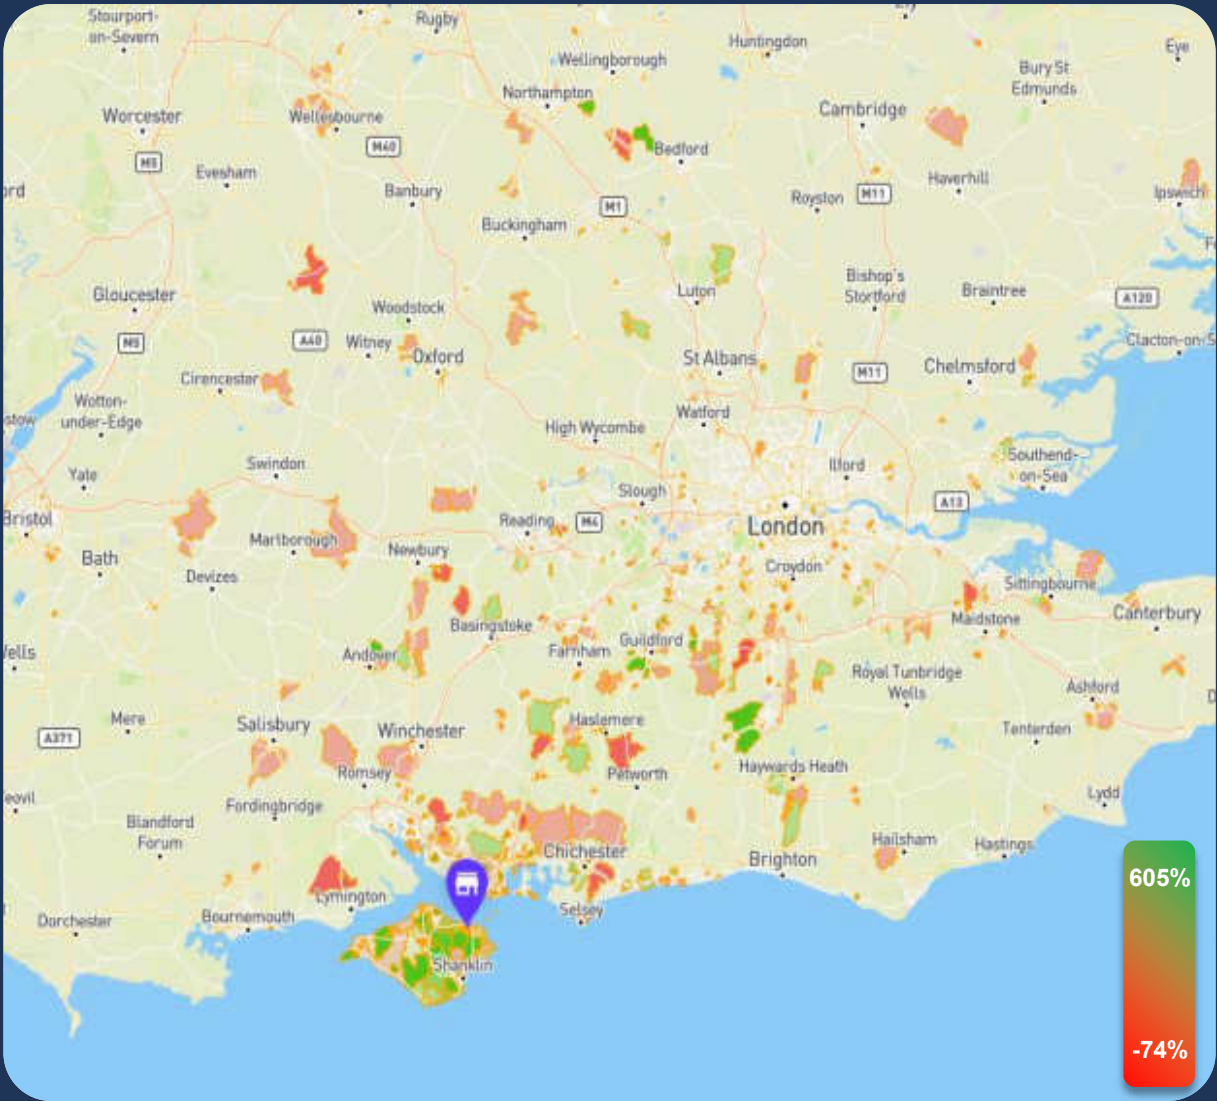 Stourport-
on-Severn
Rugby
Wellingborough
Huntingdon
Eye
Bury St
Edmunds
Northampton
Worcester
Wellesbourne
Cambridge
M40
Bedford
M5
Evesham
Banbury
Royston
M11
Haverhill
Ipswich
ord
M1
Buckingham
Gloucester
Woodstock
Luton
Bishop's
Stortford
Braintree
A120
M5
A40
Witney
Oxford
St Albans
M11
Chelmsford
Clacton-on-S
Cirencester
Wotton-
under-Edge
stow
High Wycombe
Watford
Yate
Swindon
Slough
Ilford
Southend-
on-Sea
Bristol
Marlborough
Reading
M4
London
A13
Bath
Newbury
Devizes
Croydon
Sittingbourne
Canterbury
Basingstoke
Maidstone
Wells
Andover
Farnham
Guildford
Royal Tunbridge
Wells
Ashford
Mere
A371
Salisbury
Winchester
Haslemere
Tenterden
Romsey
Petworth
Haywards Heath
Lydd
eovil
Fordingbridge
Blandford
Forum
Chichester
Brighton
Hailsham
Hastings
605%
Lymington
Selsey
Dorchester
Bournemouth
Shanklin
-74%